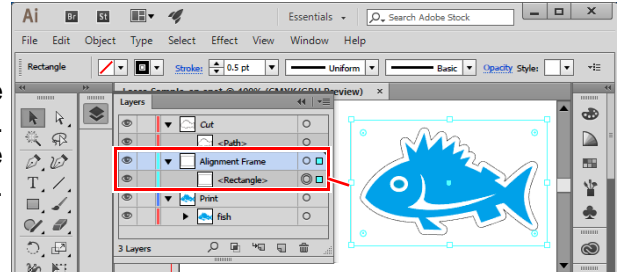 Ai Br St Essentials Search Adobe Stock
File Edit Object Type Select Effect View Window Help
Rectangle Stroke: 0.5 pt Uniform Basic Opacity Style:
Layers
Cut
<Path>
Alignment Frame
<Rectangle>
Print
fish
3 Layers